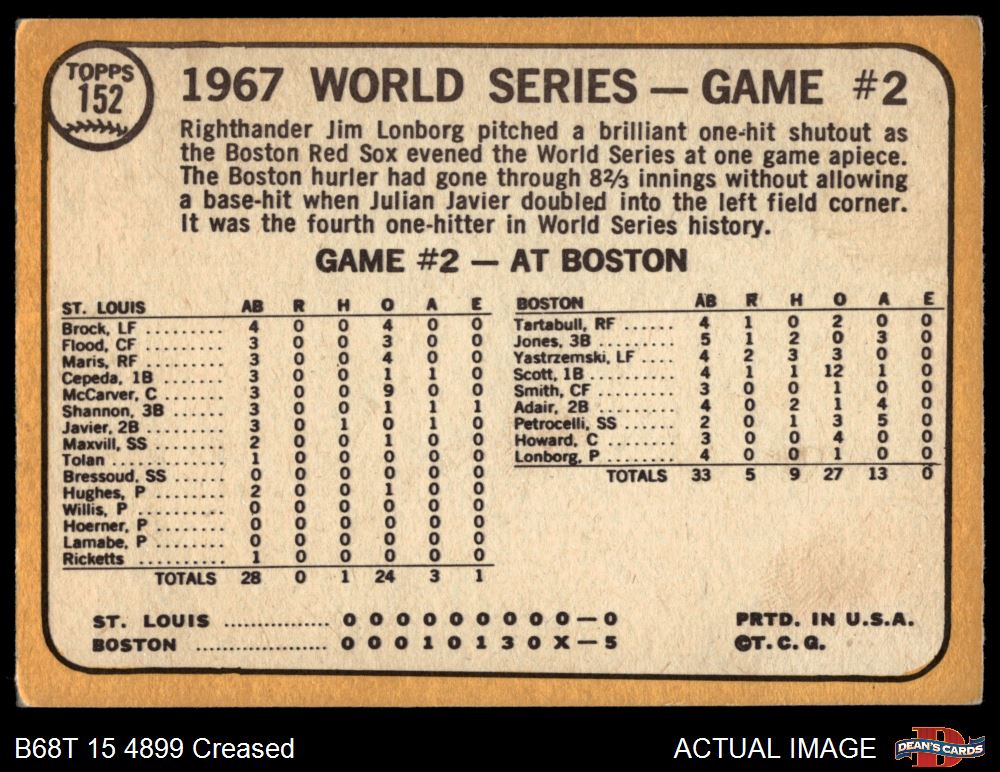 TOPPS
152
1967 WORLD SERIES — GAME #2
Righthander Jim Lonborg pitched a brilliant one-hit shutout as
the Boston Red Sox evened the World Series at one game apiece.
The Boston hurler had gone through 8⅔ innings without allowing
a base-hit when Julian Javier doubled into the left field corner.
It was the fourth one-hitter in World Series history.
GAME #2 — AT BOSTON
ST. LOUIS AB R H O A E
Brock, LF ......... 4 0 0 4 0 0
Flood, CF ......... 3 0 0 3 0 0
Maris, RF ......... 3 0 0 4 0 0
Cepeda, 1B ........ 3 0 0 1 1 0
McCarver, C ....... 3 0 0 9 0 0
Shannon, 3B ....... 3 0 0 1 1 1
Javier, 2B ........ 3 0 1 0 1 0
Maxvill, SS ....... 2 0 0 1 0 0
Tolan ............. 1 0 0 0 0 0
Bressoud, SS ...... 0 0 0 0 0 0
Hughes, P ......... 2 0 0 1 0 0
Willis, P ......... 0 0 0 0 0 0
Hoerner, P ........ 0 0 0 0 0 0
Lamabe, P ......... 0 0 0 0 0 0
Ricketts .......... 1 0 0 0 0 0
TOTALS 28 0 1 24 3 1
BOSTON AB R H O A E
Tartabull, RF ...... 4 1 0 2 0 0
Jones, 3B .......... 5 1 2 0 3 0
Yastrzemski, LF .... 4 2 3 3 0 0
Scott, 1B .......... 4 1 1 12 1 0
Smith, CF .......... 3 0 0 1 0 0
Adair, 2B .......... 4 0 2 1 4 0
Petrocelli, SS ..... 2 0 1 3 5 0
Howard, C .......... 3 0 0 4 0 0
Lonborg, P ......... 4 0 0 1 0 0
TOTALS 33 5 9 27 13 0
ST. LOUIS ................ 0 0 0 0 0 0 0 0 0—0
BOSTON .................... 0 0 0 1 0 1 3 0 X—5
PRTD. IN U.S.A.
©T.C.G.
B68T 15 4899 Creased
ACTUAL IMAGE
DEAN'S CARDS